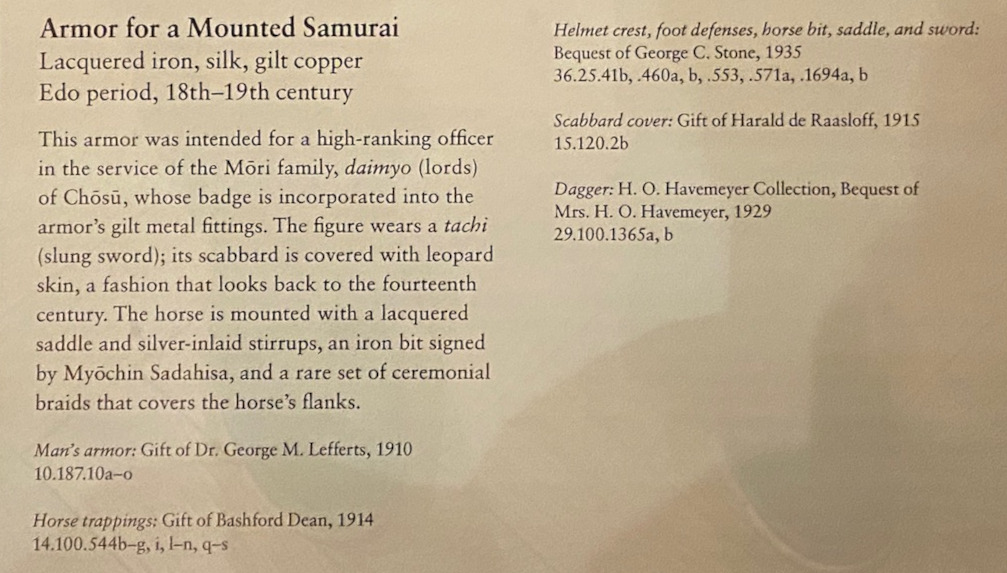 Armor for a Mounted Samurai
Lacquered iron, silk, gilt copper
Edo period, 18th–19th century
This armor was intended for a high-ranking officer
in the service of the Mōri family, daimyo (lords)
of Chōsū, whose badge is incorporated into the
armor's gilt metal fittings. The figure wears a tachi
(slung sword); its scabbard is covered with leopard
skin, a fashion that looks back to the fourteenth
century. The horse is mounted with a lacquered
saddle and silver-inlaid stirrups, an iron bit signed
by Myōchin Sadahisa, and a rare set of ceremonial
braids that covers the horse's flanks.
Man's armor: Gift of Dr. George M. Lefferts, 1910
10.187.10a–o
Horse trappings: Gift of Bashford Dean, 1914
14.100.544b–g, i, l–n, q–s
Helmet crest, foot defenses, horse bit, saddle, and sword:
Bequest of George C. Stone, 1935
36.25.41b, .460a, b, .553, .571a, .1694a, b
Scabbard cover: Gift of Harald de Raasloff, 1915
15.120.2b
Dagger: H. O. Havemeyer Collection, Bequest of
Mrs. H. O. Havemeyer, 1929
29.100.1365a, b